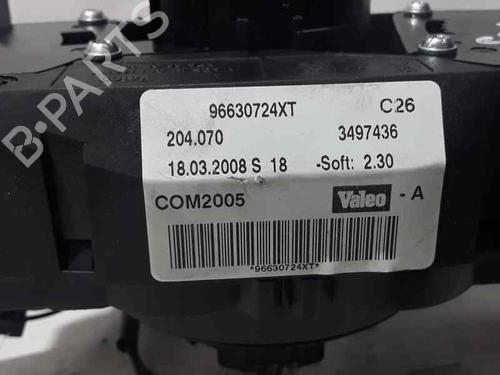 B-PARTS
96630724XT C26
204.070 3497436
18.03.2008 S 18 -Soft: 2.30
COM2005 Valeo - A
*96630724XT*